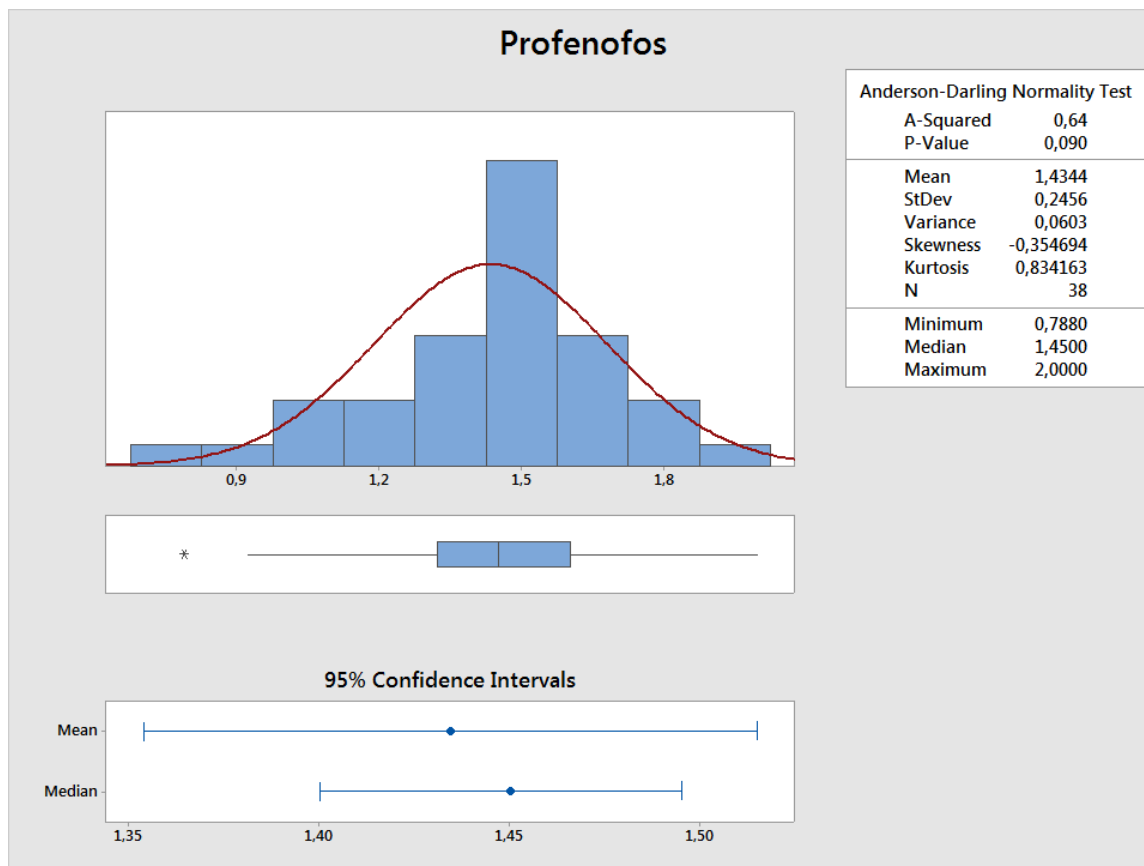 Profenofos
Anderson-Darling Normality Test
A-Squared 0,64
P-Value 0,090
Mean 1,4344
StDev 0,2456
Variance 0,0603
Skewness -0,354694
Kurtosis 0,834163
N 38
Minimum 0,7880
Median 1,4500
Maximum 2,0000
0,9 1,2 1,5 1,8
95% Confidence Intervals
Mean
Median
1,35 1,40 1,45 1,50